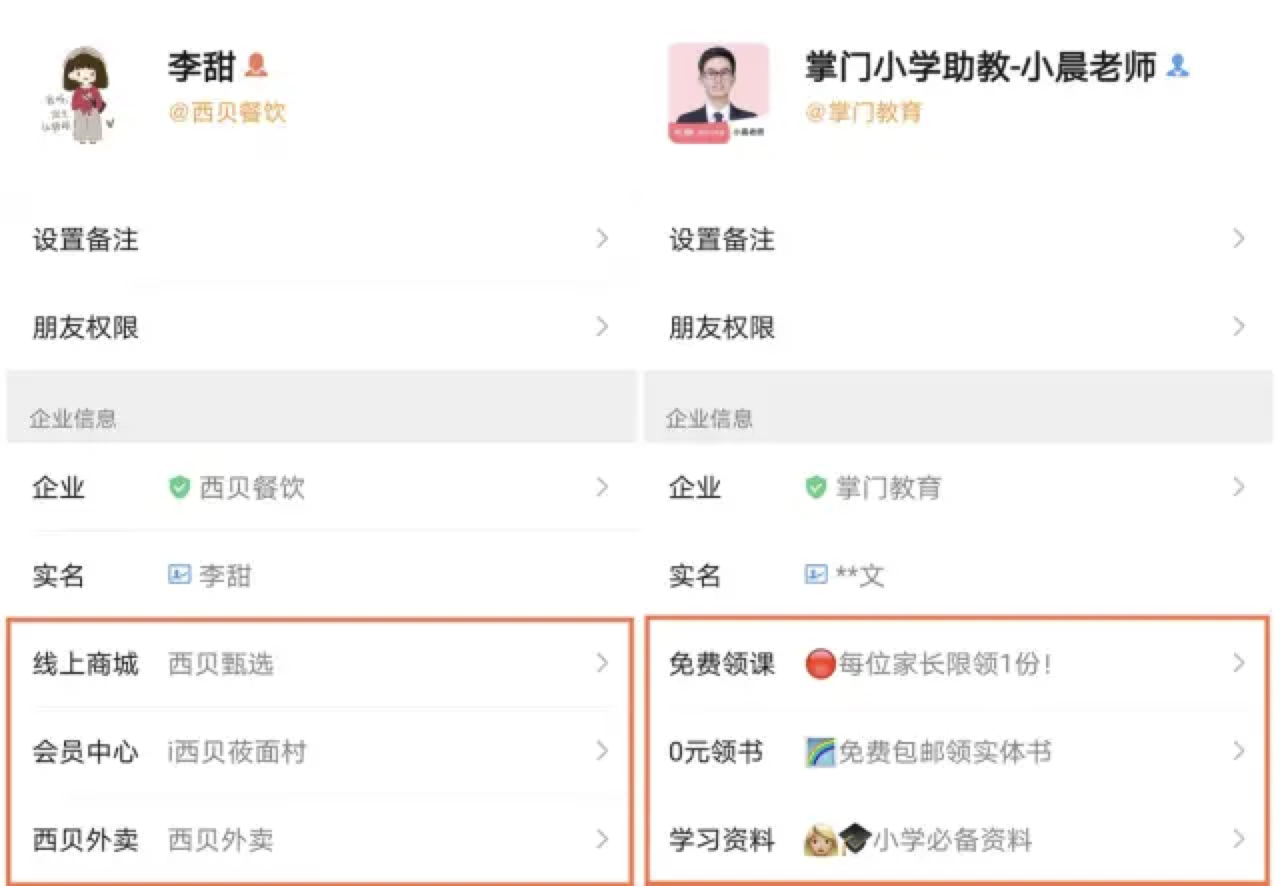 李甜
@西贝餐饮
设置备注
朋友权限
企业信息
企业 西贝餐饮
实名 李甜
线上商城 西贝甄选
会员中心 i西贝莜面村
西贝外卖 西贝外卖
掌门小学助教-小晨老师
@掌门教育
小晨老师
设置备注
朋友权限
企业信息
企业 掌门教育
实名 **文
免费领课 🔴每位家长限领1份!
0元领书 🌈免费包邮领实体书
学习资料 👩🏼‍🎓小学必备资料